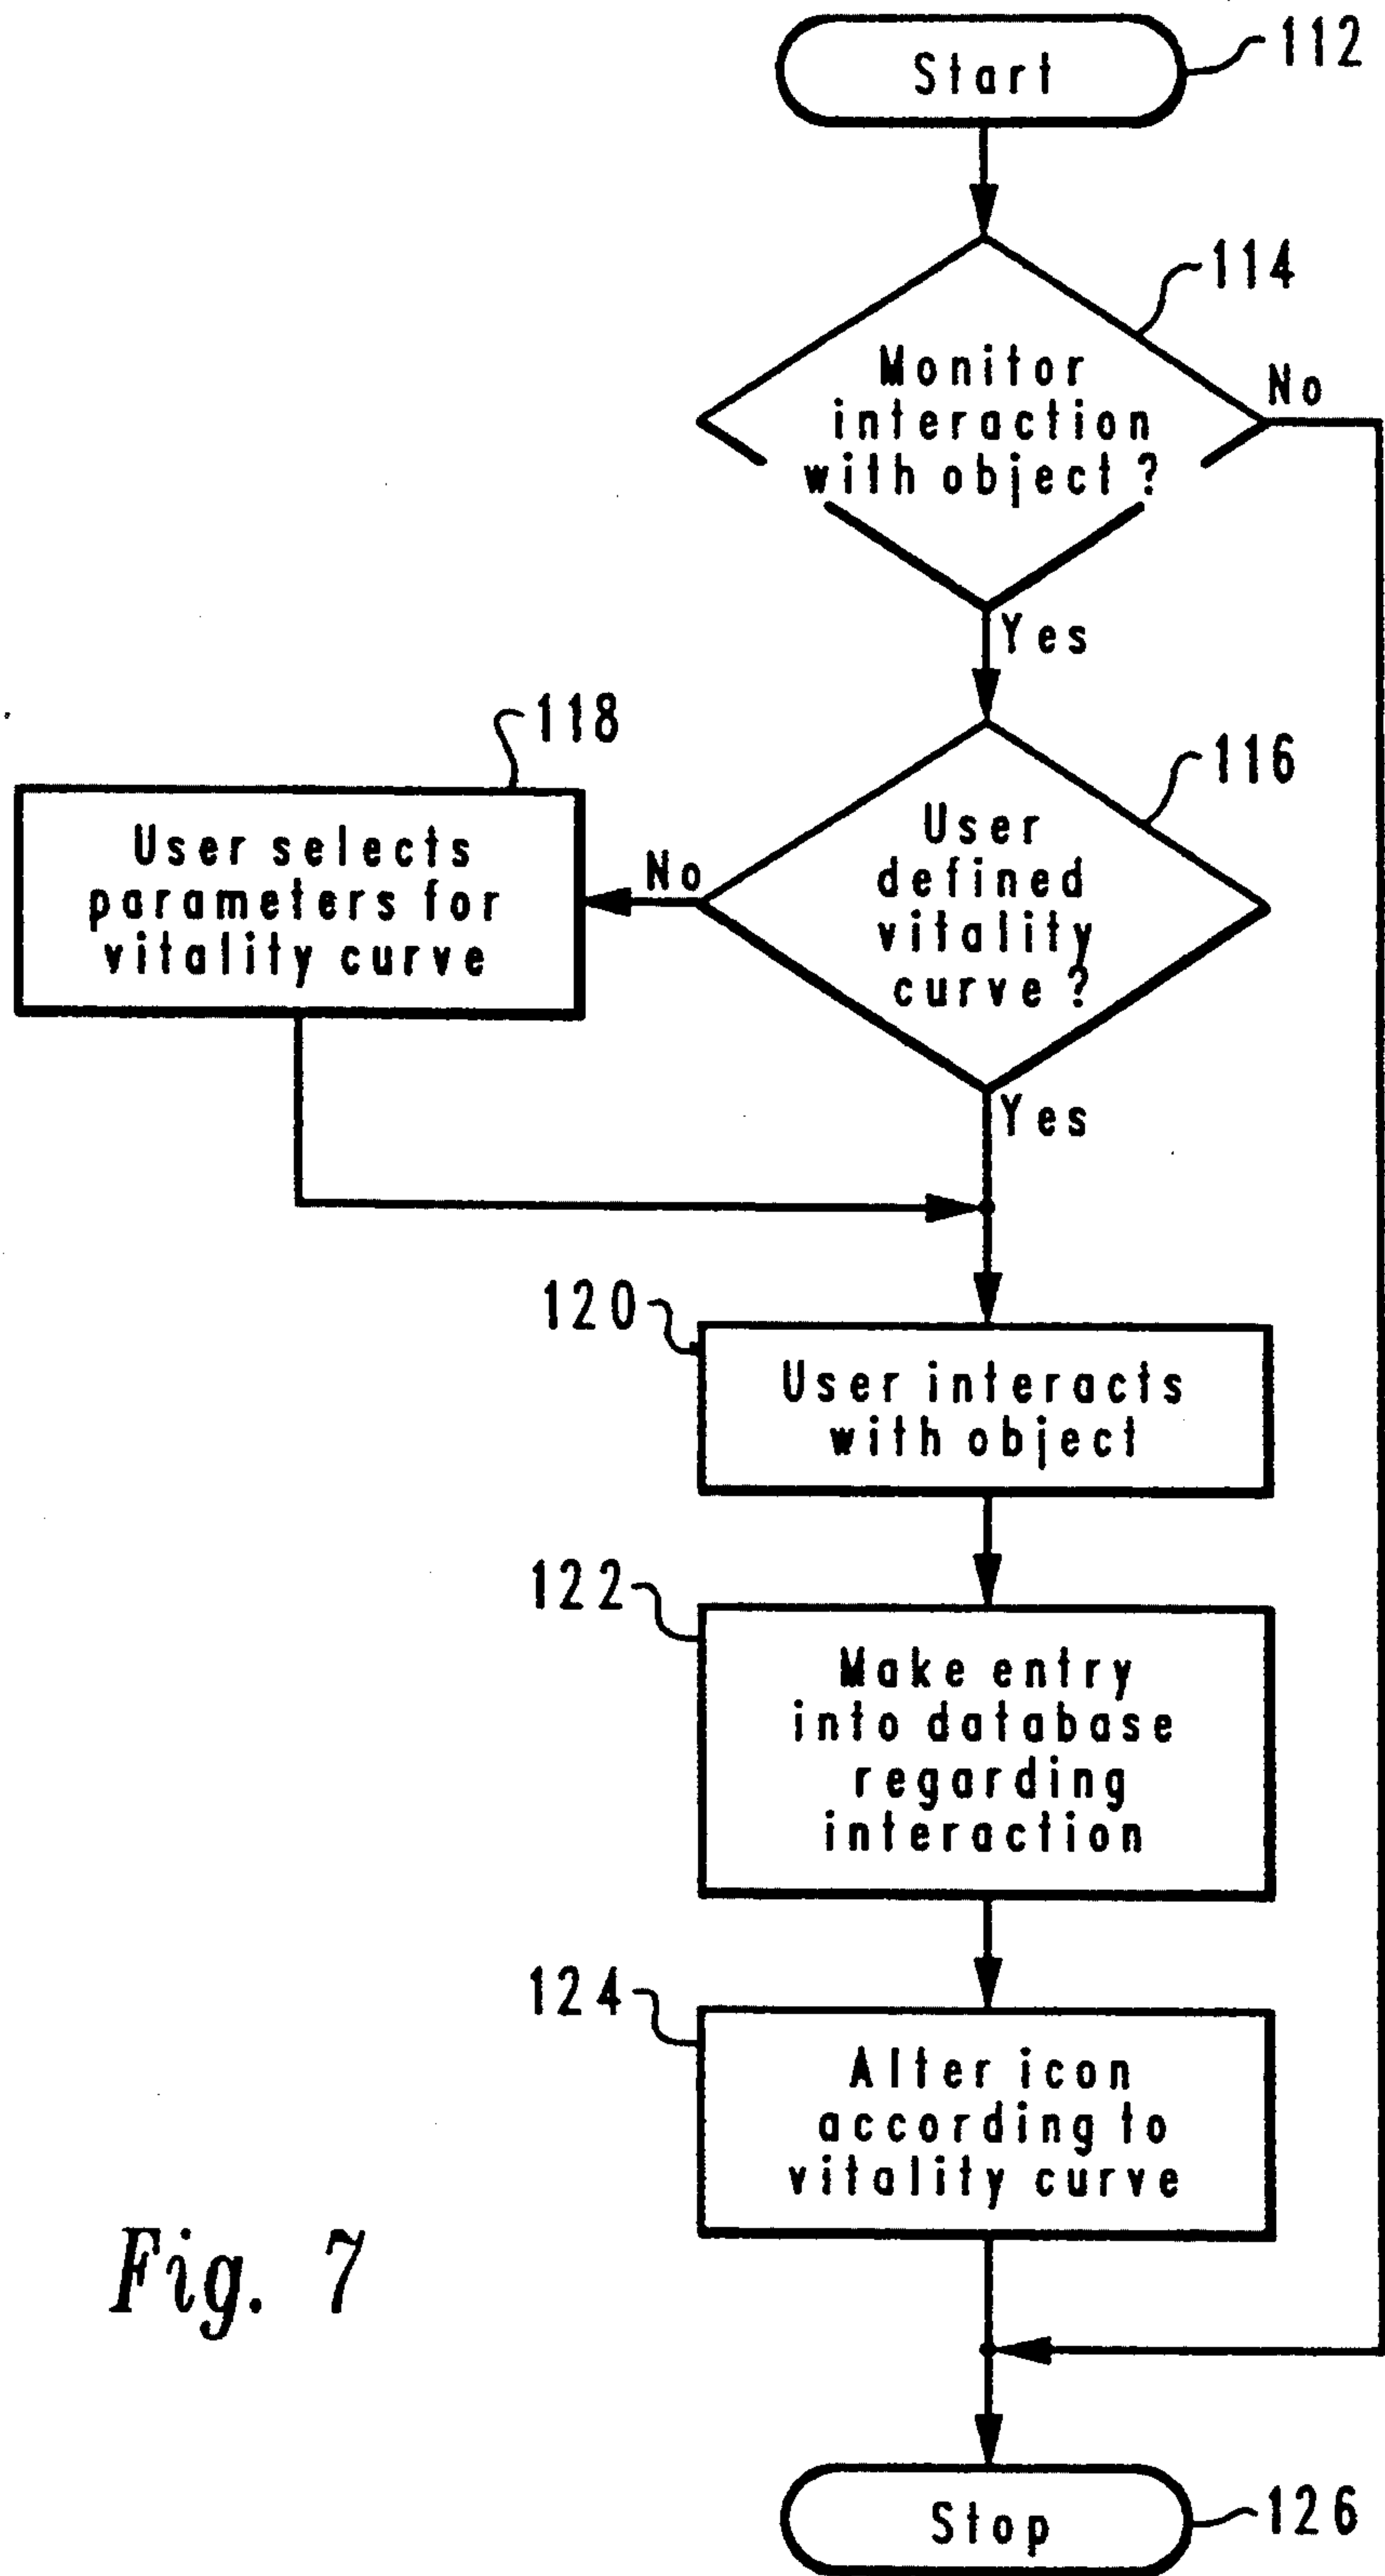 Start
112
114
Monitor
interaction
with object ?
No
Yes
118
116
User selects
parameters for
vitality curve
No
User
defined
vitality
curve ?
Yes
120
User interacts
with object
122
Make entry
into database
regarding
interaction
124
Alter icon
according to
vitality curve
Fig. 7
Stop
126